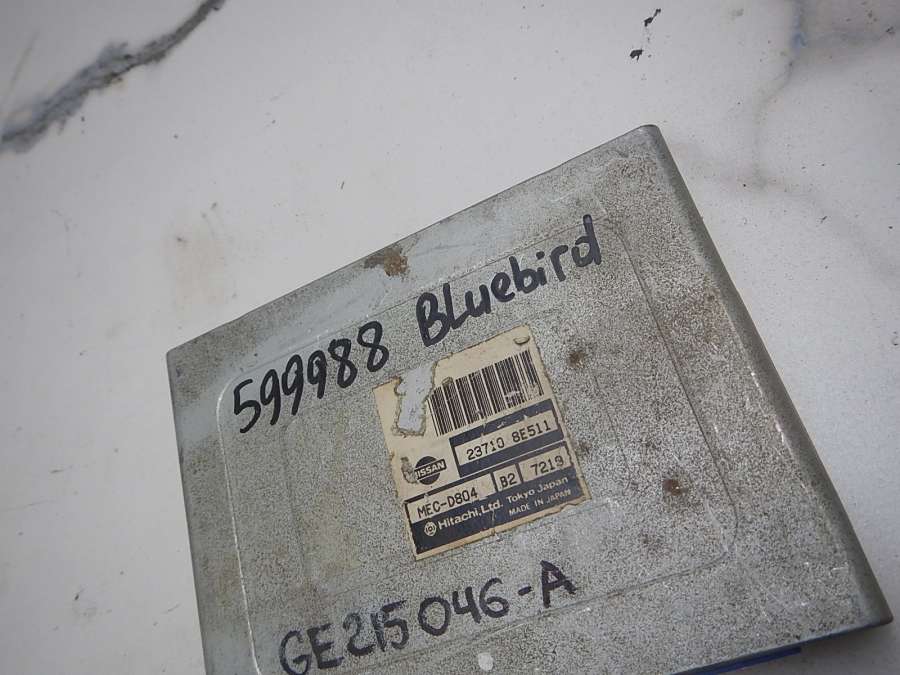 599988 Bluebird
NISSAN
23710 8E511
MEC-D804 B2 7219
Hitachi, Ltd. Tokyo Japan
MADE IN JAPAN
GE215046-A